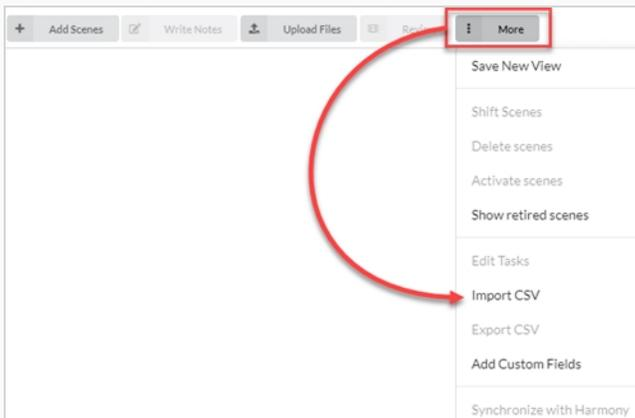 Add Scenes Write Notes Upload Files More
Save New View
Shift Scenes
Delete scenes
Activate scenes
Show retired scenes
Edit Tasks
Import CSV
Export CSV
Add Custom Fields
Synchronize with Harmony